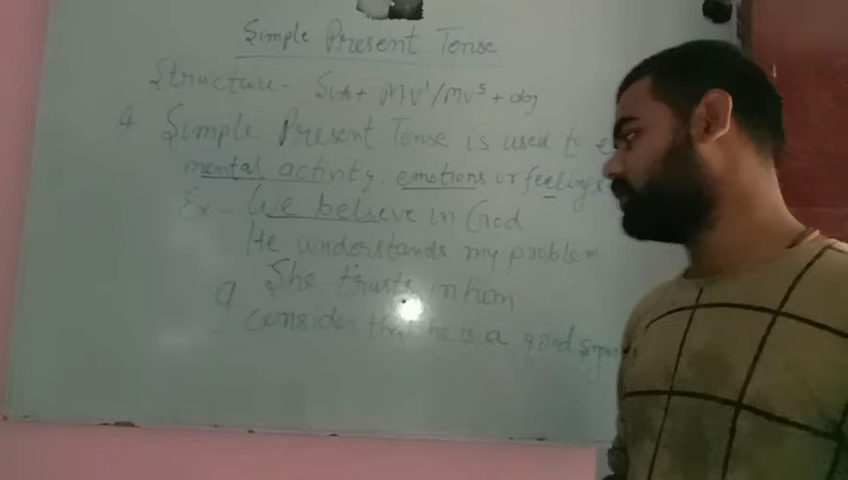 Simple Present Tense
Structure - Sub + MV¹/MV⁵ + obj
4 Simple Present Tense is used to e
mental activity, emotions or feelings
Ex - We believe in God
He understands my problem
She trusts in him
I consider that he is a good